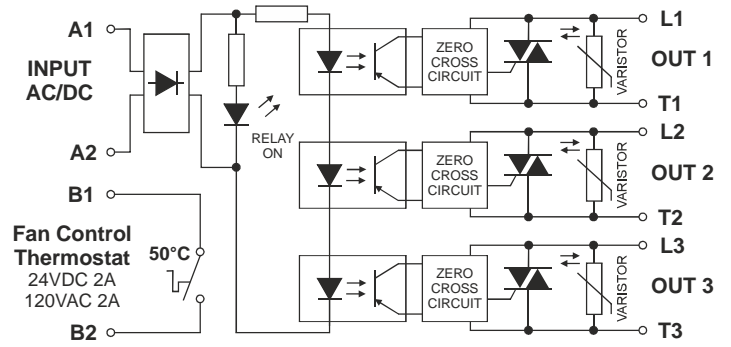 A1
INPUT
AC/DC
A2
B1
Fan Control
Thermostat
24VDC 2A
120VAC 2A
B2
50°C
RELAY
ON
ZERO
CROSS
CIRCUIT
VARISTOR
L1
OUT 1
T1
ZERO
CROSS
CIRCUIT
VARISTOR
L2
OUT 2
T2
ZERO
CROSS
CIRCUIT
VARISTOR
L3
OUT 3
T3